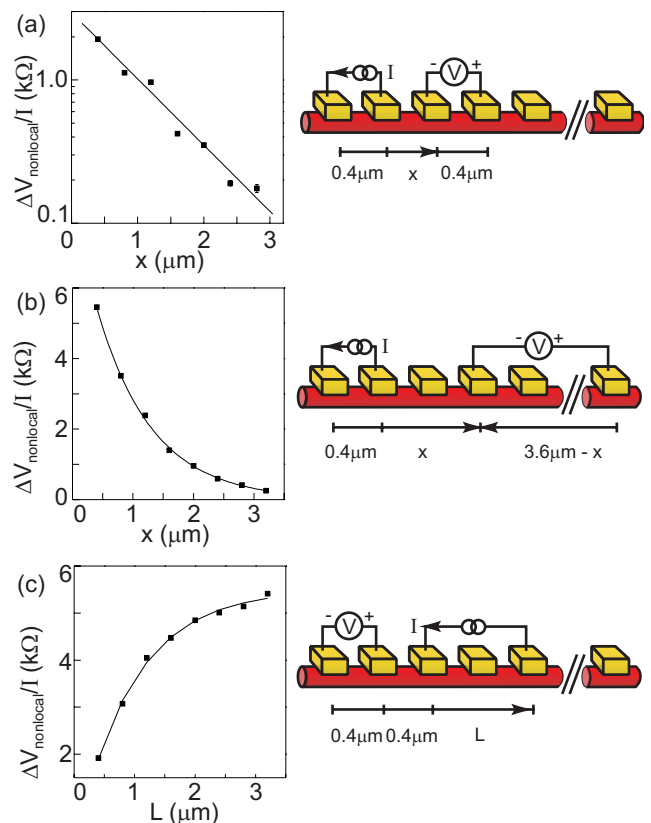 (a)
ΔV_nonlocal/I (kΩ)
1.0
0.1
0 1 2 3
x (μm)
I - V +
0.4μm x 0.4μm
(b)
ΔV_nonlocal/I (kΩ)
6
4
2
0
0 1 2 3
x (μm)
I - V +
0.4μm x 3.6μm - x
(c)
ΔV_nonlocal/I (kΩ)
6
4
2
0 1 2 3
L (μm)
- V + I
0.4μm 0.4μm L